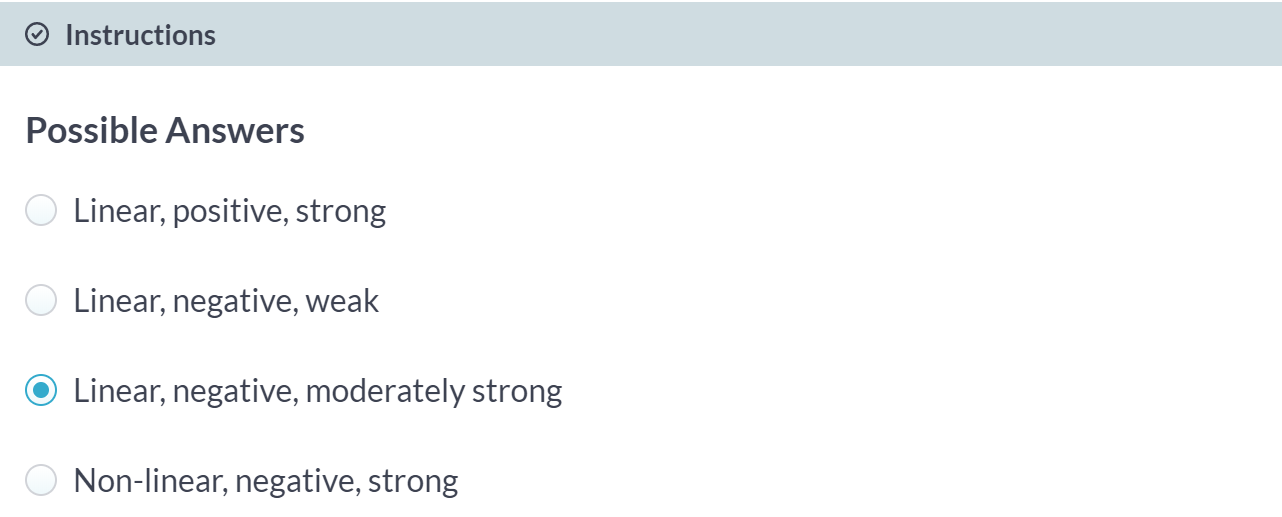 Instructions
Possible Answers
Linear, positive, strong
Linear, negative, weak
Linear, negative, moderately strong
Non-linear, negative, strong